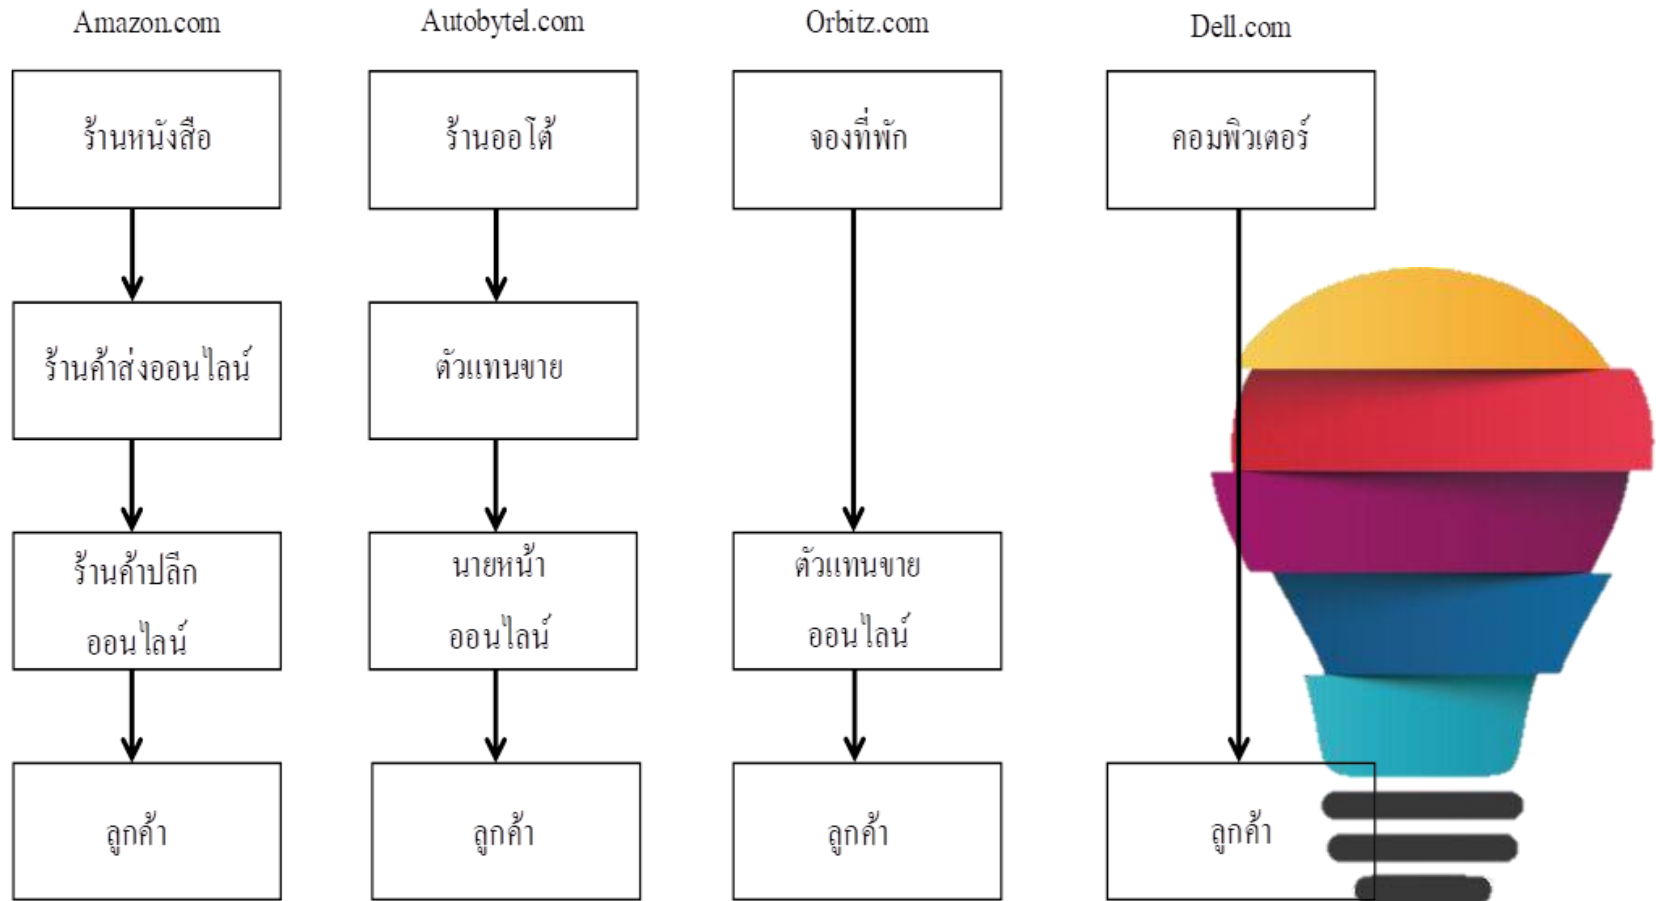 Amazon.com
Autobytel.com
Orbitz.com
Dell.com
ร้านหนังสือ
ร้านออโต้
จองที่พัก
คอมพิวเตอร์
ร้านค้าส่งออนไลน์
ตัวแทนขาย
ร้านค้าปลีก
ออนไลน์
นายหน้า
ออนไลน์
ตัวแทนขาย
ออนไลน์
ลูกค้า
ลูกค้า
ลูกค้า
ลูกค้า